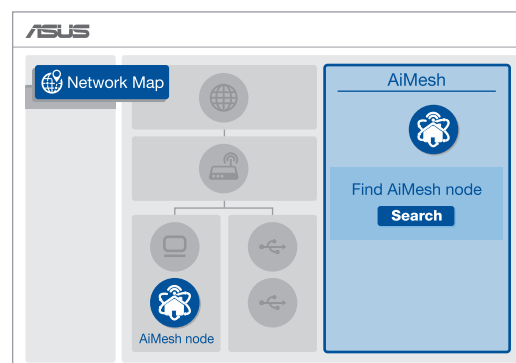 ASUS
Network Map
AiMesh node
AiMesh
Find AiMesh node
Search